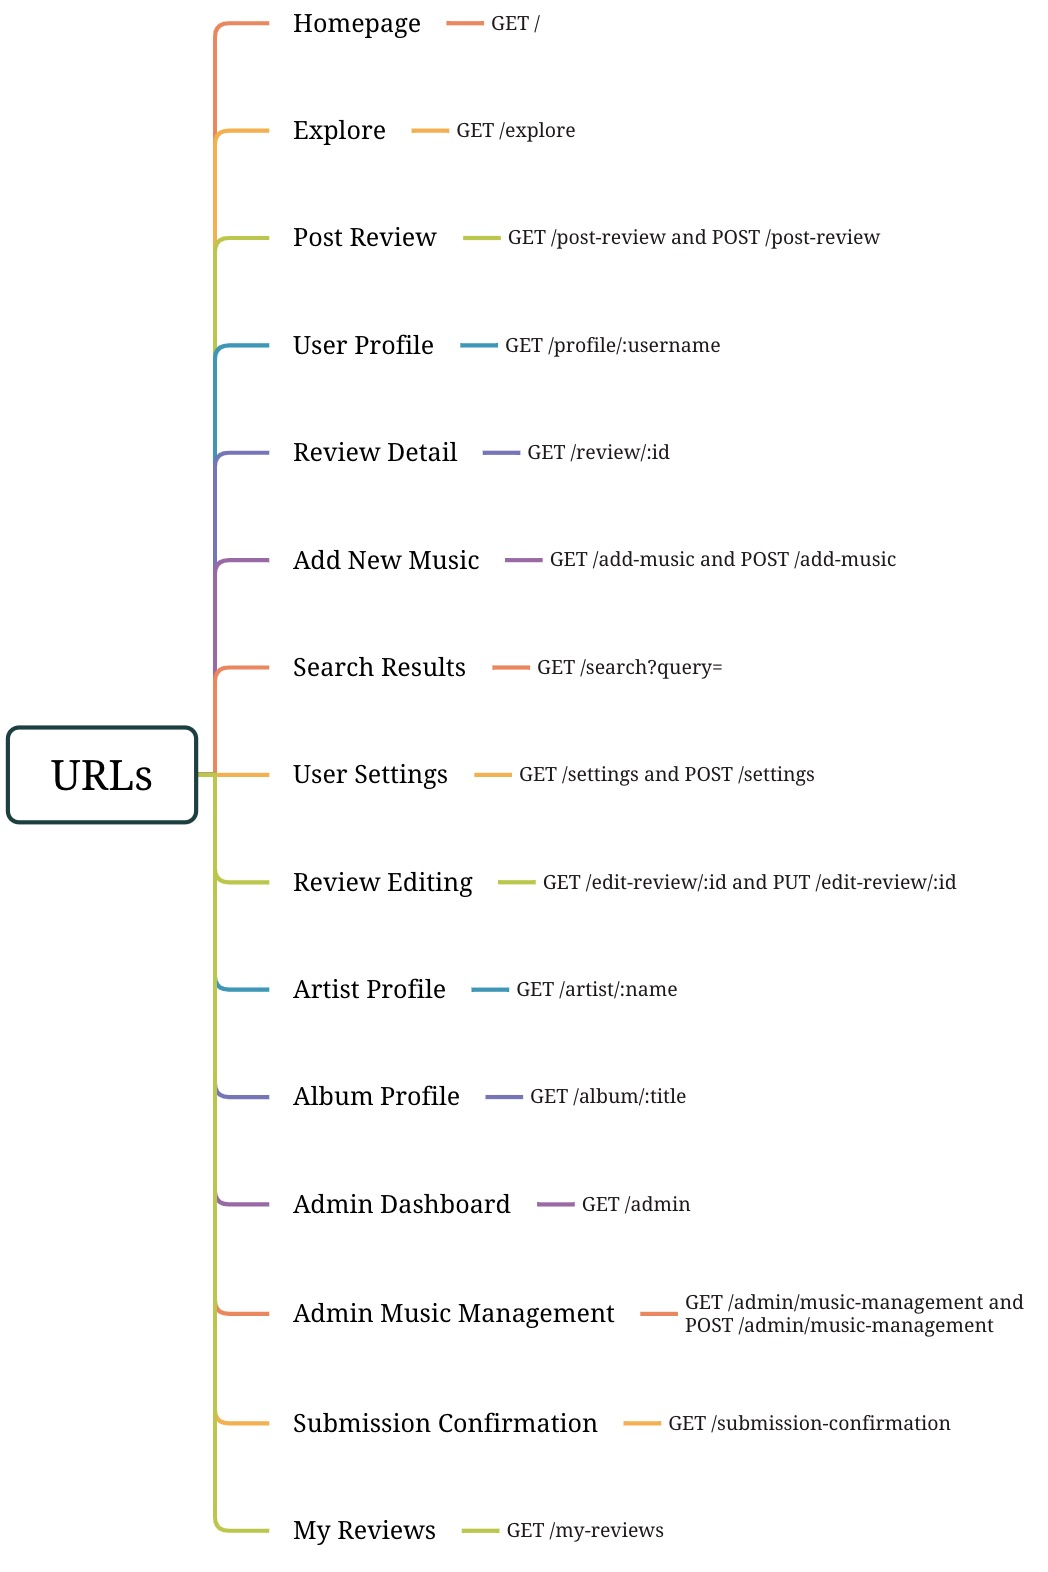 Homepage GET /
Explore GET /explore
Post Review GET /post-review and POST /post-review
User Profile GET /profile/:username
Review Detail GET /review/:id
Add New Music GET /add-music and POST /add-music
Search Results GET /search?query=
URLs
User Settings GET /settings and POST /settings
Review Editing GET /edit-review/:id and PUT /edit-review/:id
Artist Profile GET /artist/:name
Album Profile GET /album/:title
Admin Dashboard GET /admin
Admin Music Management GET /admin/music-management and
POST /admin/music-management
Submission Confirmation GET /submission-confirmation
My Reviews GET /my-reviews